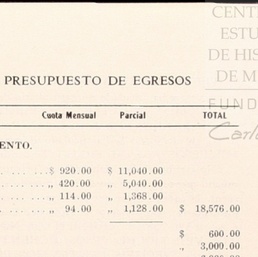 CENT
ESTU
DE HIS
DE M
FUND
Carl
PRESUPUESTO DE EGRESOS
Cuota Mensual Parcial TOTAL
ENTO.
$ 920.00 $ 11,040.00
„ 420.00 „ 5,040.00
„ 114.00 „ 1,368.00
„ 94.00 „ 1,128.00 $ 18,576.00
$ 600.00
„ 3,000.00